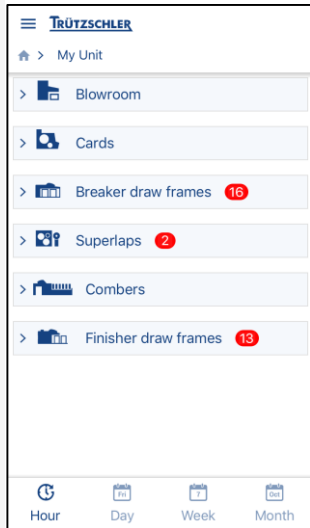 TRÜTZSCHLER
My Unit
Blowroom
Cards
Breaker draw frames 16
Superlaps 2
Combers
Finisher draw frames 13
Fri 7 Oct
Hour Day Week Month